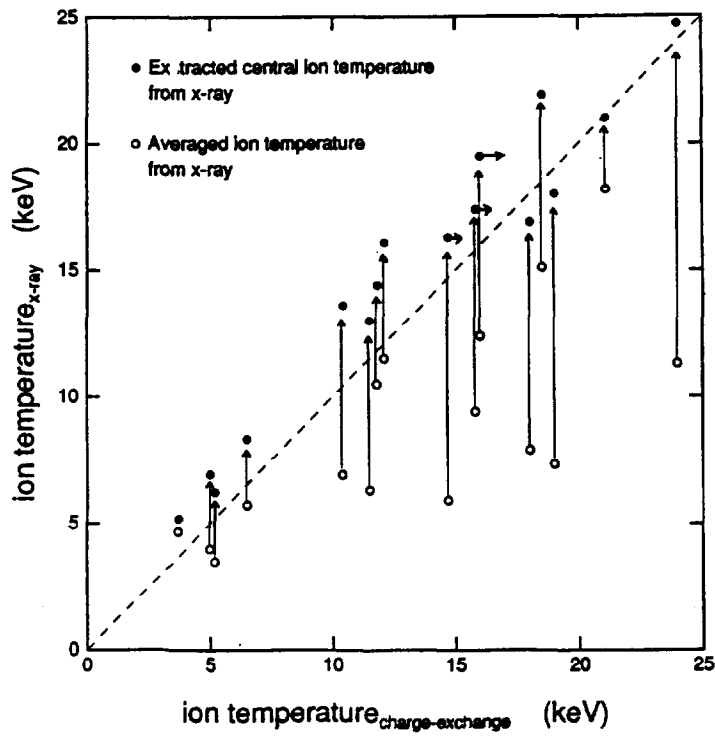 25
20
15
10
5
0
ion temperature x-ray (keV)
● Ex .tracted central ion temperature
from x-ray
○ Averaged ion temperature
from x-ray
0 5 10 15 20 25
ion temperature charge-exchange (keV)